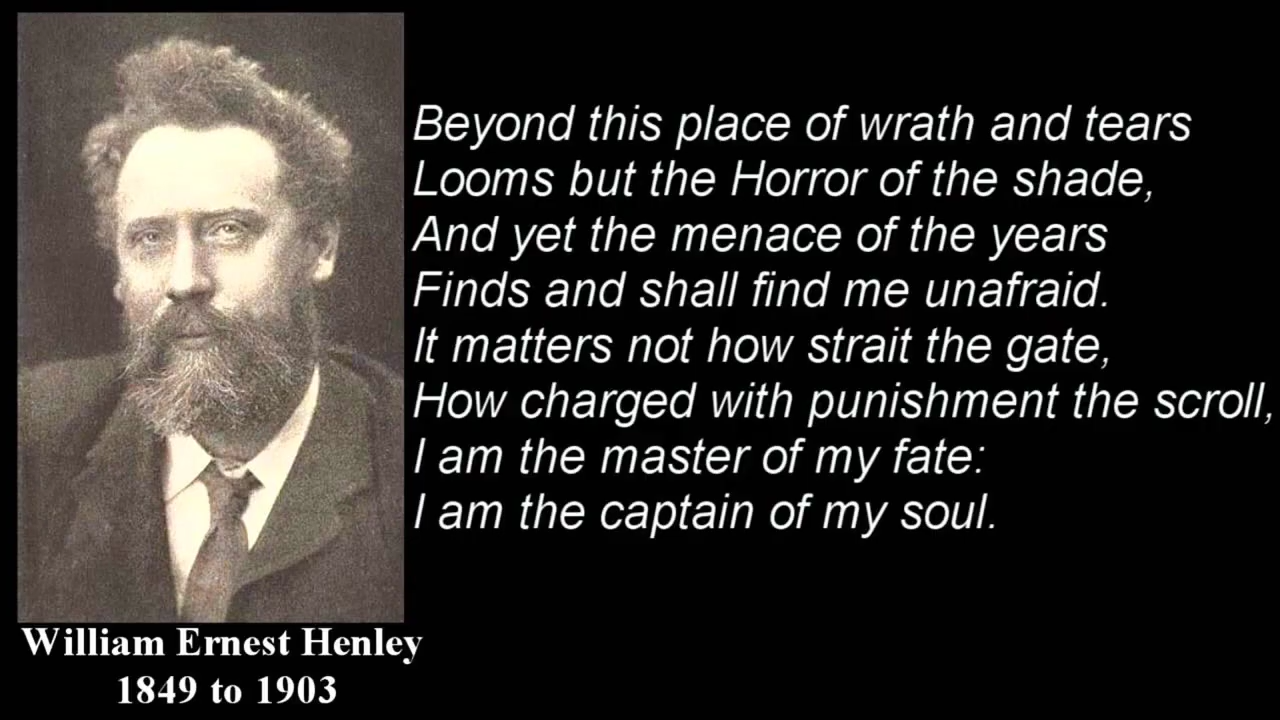 Beyond this place of wrath and tears
Looms but the Horror of the shade,
And yet the menace of the years
Finds and shall find me unafraid.
It matters not how strait the gate,
How charged with punishment the scroll,
I am the master of my fate:
I am the captain of my soul.
William Ernest Henley
1849 to 1903